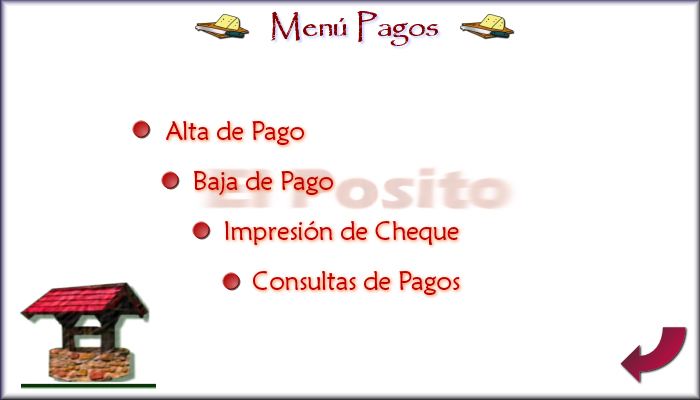 Menú Pagos
Alta de Pago
El Posito
Baja de Pago
Impresión de Cheque
Consultas de Pagos